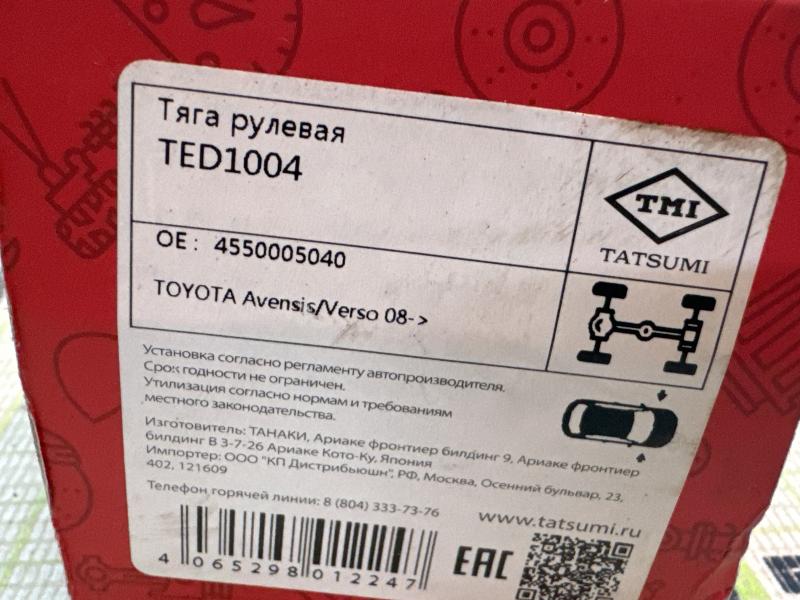 Тяга рулевая
TED1004
TMI
TATSUMI
OE : 4550005040
TOYOTA Avensis/Verso 08->
Установка согласно регламенту автопроизводителя.
Срок годности не ограничен.
Утилизация согласно нормам и требованиям
местного законодательства.
Изготовитель: ТАНАКИ, Ариаке фронтиер билдинг 9, Ариаке фронтиер
билдинг В 3-7-26 Ариаке Кото-Ку, Япония
Импортер: ООО "КП Дистрибьюшн", РФ, Москва, Осенний бульвар, 23,
402, 121609
Телефон горячей линии: 8 (804) 333-73-76
www.tatsumi.ru
4 065298 012247
EAC